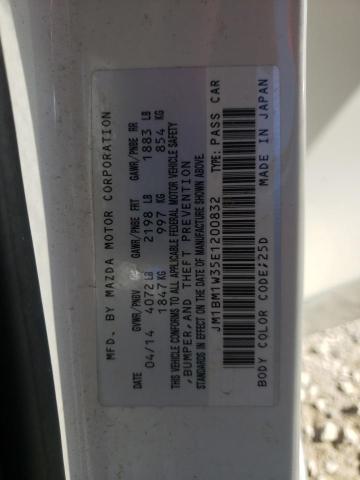 MFD. BY MAZDA MOTOR CORPORATION
DATE GVWR/PNBV GAWR/PNBE FRT GAWR/PNBE RR
04/14 4072 LB 2198 LB 1883 LB
1847 KG 997 KG 854 KG
THIS VEHICLE CONFORMS TO ALL APPLICABLE FEDERAL MOTOR VEHICLE SAFETY
,BUMPER,AND THEFT PREVENTION
STANDARDS IN EFFECT ON THE DATE OF MANUFACTURE SHOWN ABOVE
JM1BM1W35E1200832 TYPE: PASS CAR
BODY COLOR CODE/25D MADE IN JAPAN